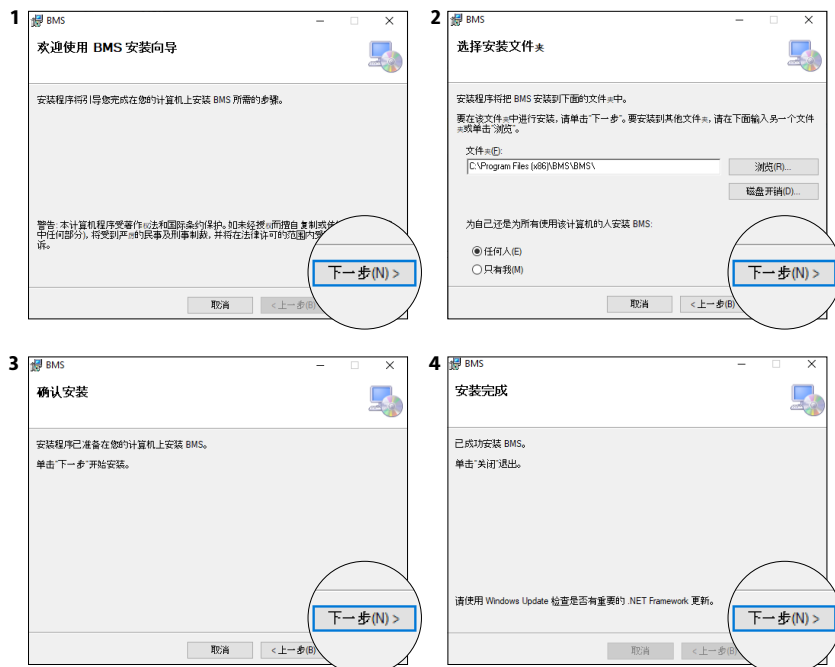 1
BMS
欢迎使用 BMS 安装向导
安装程序将引导您完成在您的计算机上安装 BMS 所需的步骤。
警告: 本计算机程序受著作权法和国际条约保护。如未经授权而擅自复制或传
中任何部分), 将受到严厉的民事及刑事制裁, 并将在法律许可的范围内受
诉。
下一步(N) >
取消
< 上一步(B)
2
BMS
选择安装文件夹
安装程序将把 BMS 安装到下面的文件夹中。
要在该文件夹中进行安装, 请单击"下一步"。要安装到其他文件夹, 请在下面输入另一个文件
夹或单击"浏览"。
文件夹(F):
C:\Program Files (x86)\BMS\BMS\
浏览(R)...
磁盘开销(D)...
为自己还是为所有使用该计算机的人安装 BMS:
任何人(E)
只有我(M)
下一步(N) >
取消
< 上一步(B)
3
BMS
确认安装
安装程序已准备在您的计算机上安装 BMS。
单击"下一步"开始安装。
下一步(N) >
取消
< 上一步(B)
4
BMS
安装完成
已成功安装 BMS。
单击"关闭"退出。
请使用 Windows Update 检查是否有重要的 .NET Framework 更新。
下一步(N) >
取消
< 上一步(B)